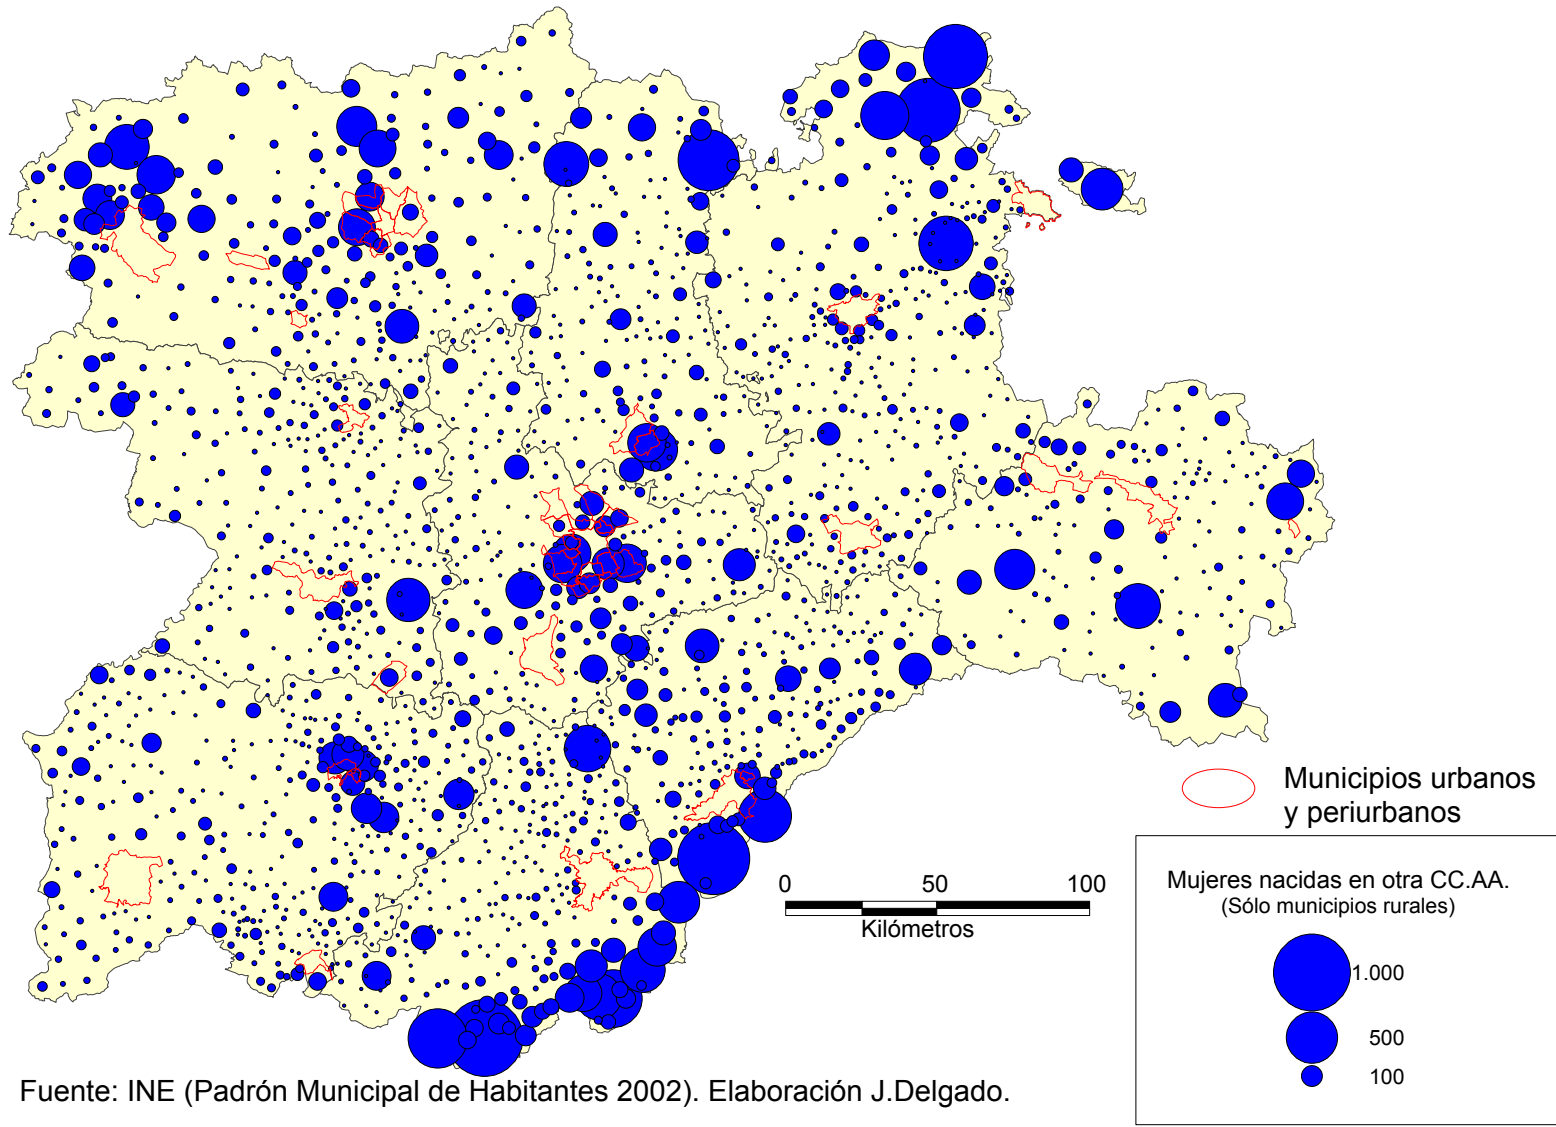 Municipios urbanos
y periurbanos
Mujeres nacidas en otra CC.AA.
(Sólo municipios rurales)
1.000
500
100
0 50 100
Kilómetros
Fuente: INE (Padrón Municipal de Habitantes 2002). Elaboración J.Delgado.